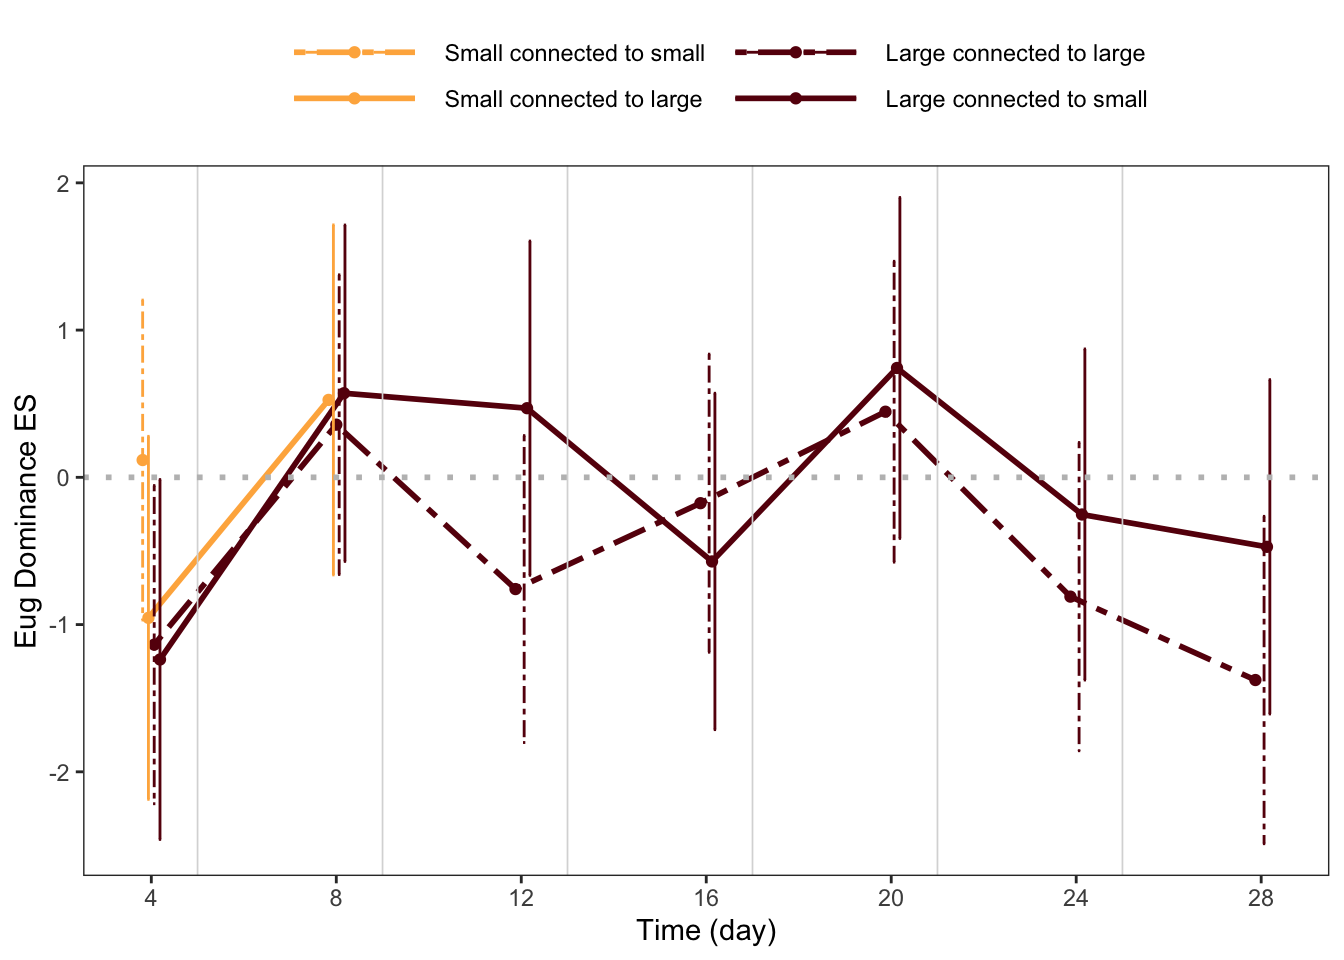 Small connected to small Large connected to large
Small connected to large Large connected to small
2
1
0
-1
-2
Eug Dominance ES
4 8 12 16 20 24 28
Time (day)